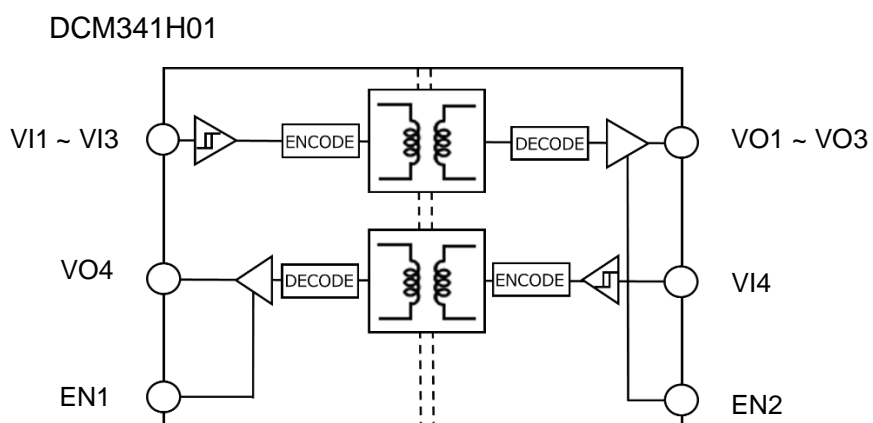 DCM341H01
VI1 ~ VI3 ENCODE DECODE VO1 ~ VO3
VO4 DECODE ENCODE VI4
EN1 EN2